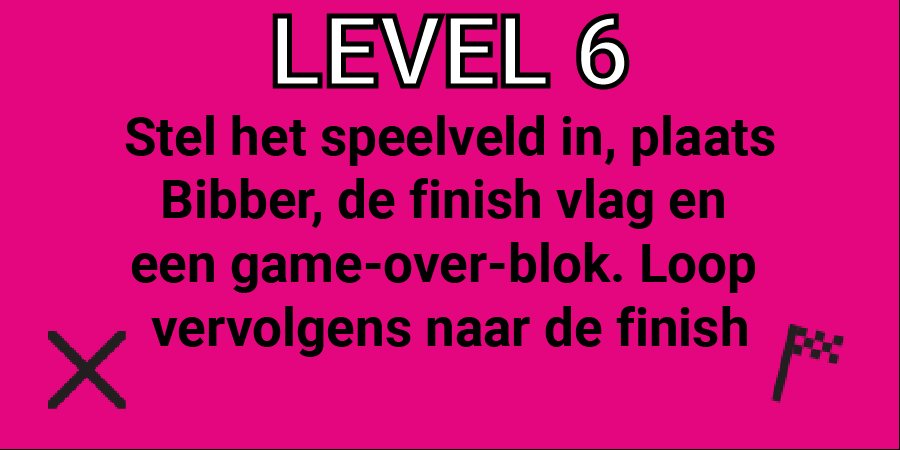 LEVEL 6
Stel het speelveld in, plaats
Bibber, de finish vlag en
een game-over-blok. Loop
vervolgens naar de finish